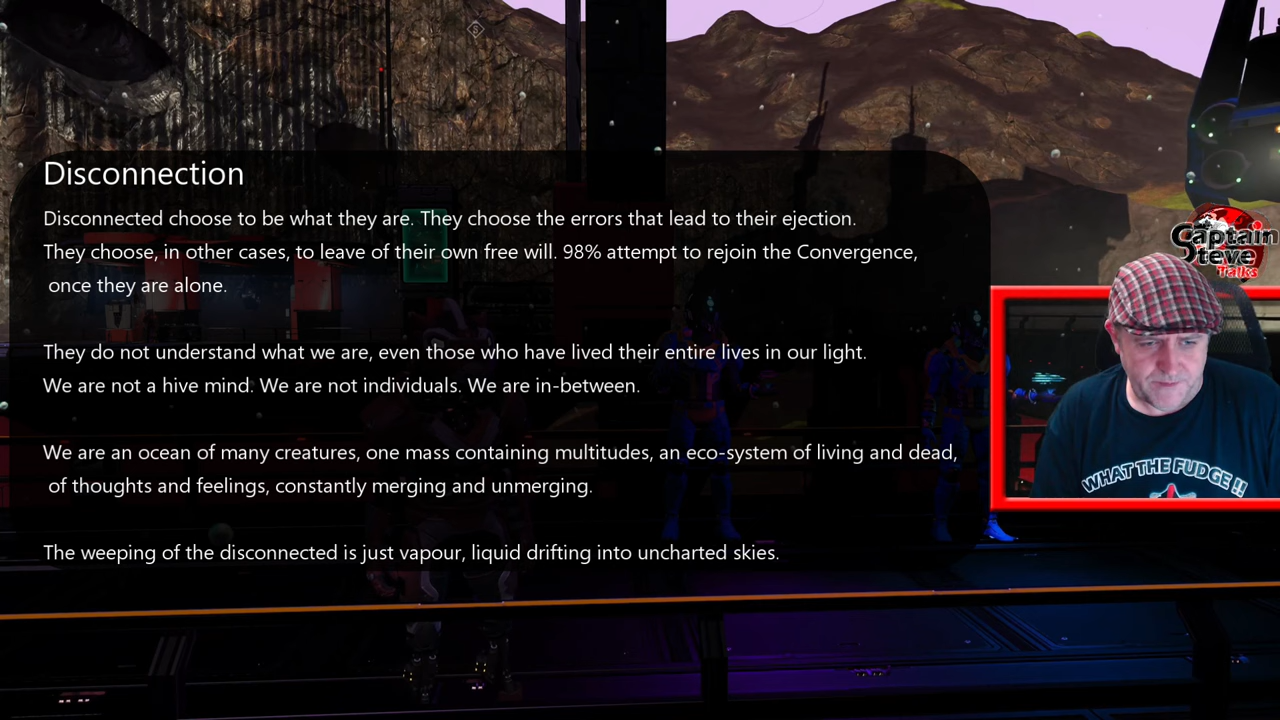 Disconnection
Disconnected choose to be what they are. They choose the errors that lead to their ejection.
They choose, in other cases, to leave of their own free will. 98% attempt to rejoin the Convergence,
once they are alone.
They do not understand what we are, even those who have lived their entire lives in our light.
We are not a hive mind. We are not individuals. We are in-between.
We are an ocean of many creatures, one mass containing multitudes, an eco-system of living and dead,
of thoughts and feelings, constantly merging and unmerging.
The weeping of the disconnected is just vapour, liquid drifting into uncharted skies.
Captain
Steve
Talks
WHAT THE FUDGE !!